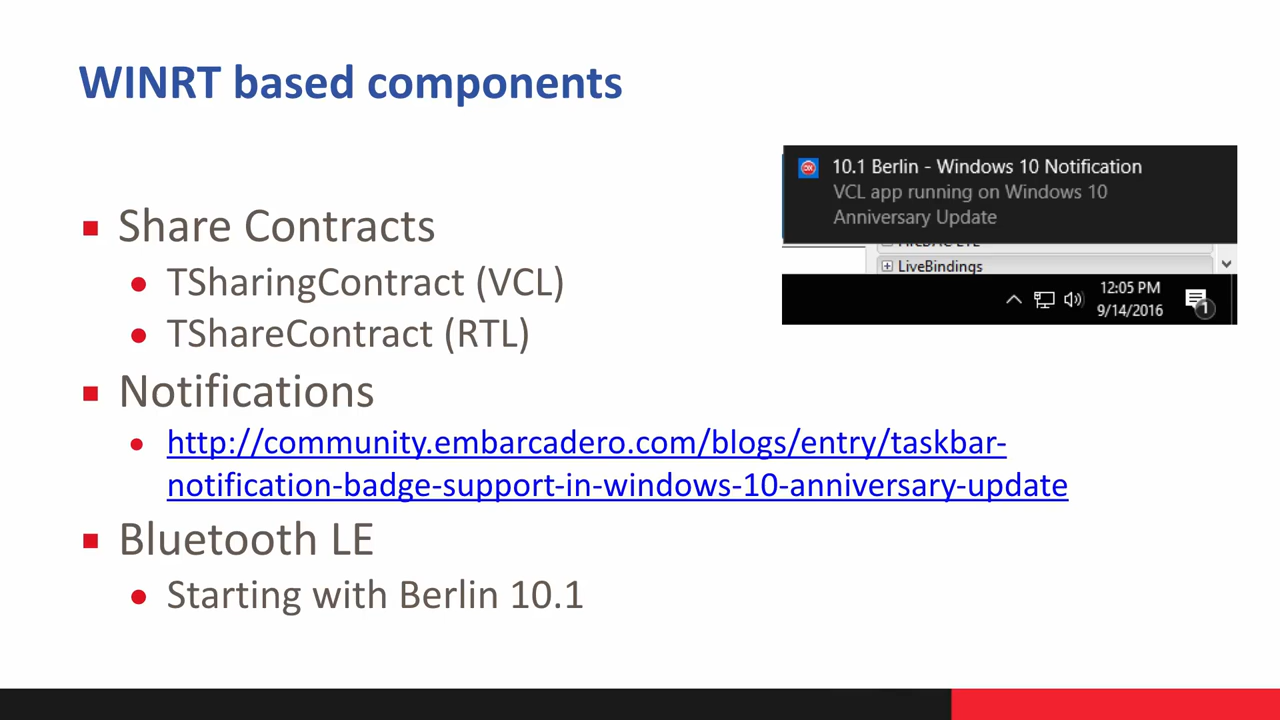 WINRT based components
Share Contracts
TSharingContract (VCL)
TShareContract (RTL)
Notifications
http://community.embarcadero.com/blogs/entry/taskbar-
notification-badge-support-in-windows-10-anniversary-update
Bluetooth LE
Starting with Berlin 10.1
10.1 Berlin - Windows 10 Notification
VCL app running on Windows 10
Anniversary Update
LiveBindings
12:05 PM
9/14/2016
1